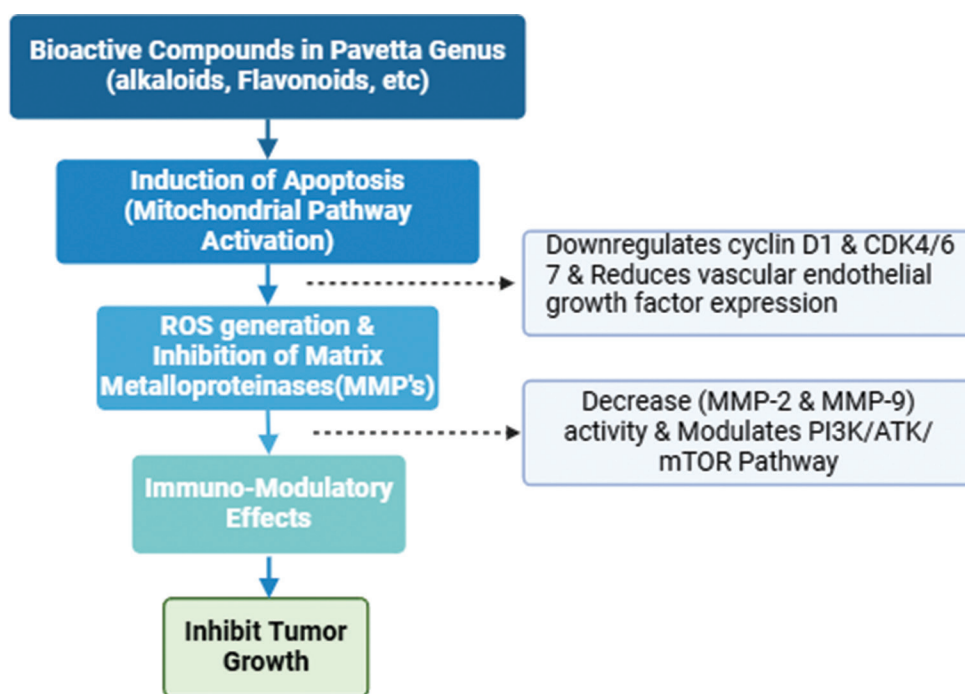 Bioactive Compounds in Pavetta Genus
(alkaloids, Flavonoids, etc)
Induction of Apoptosis
(Mitochondrial Pathway
Activation)
Downregulates cyclin D1 & CDK4/6
7 & Reduces vascular endothelial
growth factor expression
ROS generation &
Inhibition of Matrix
Metalloproteinases(MMP's)
Decrease (MMP-2 & MMP-9)
activity & Modulates PI3K/ATK/
mTOR Pathway
Immuno-Modulatory
Effects
Inhibit Tumor
Growth